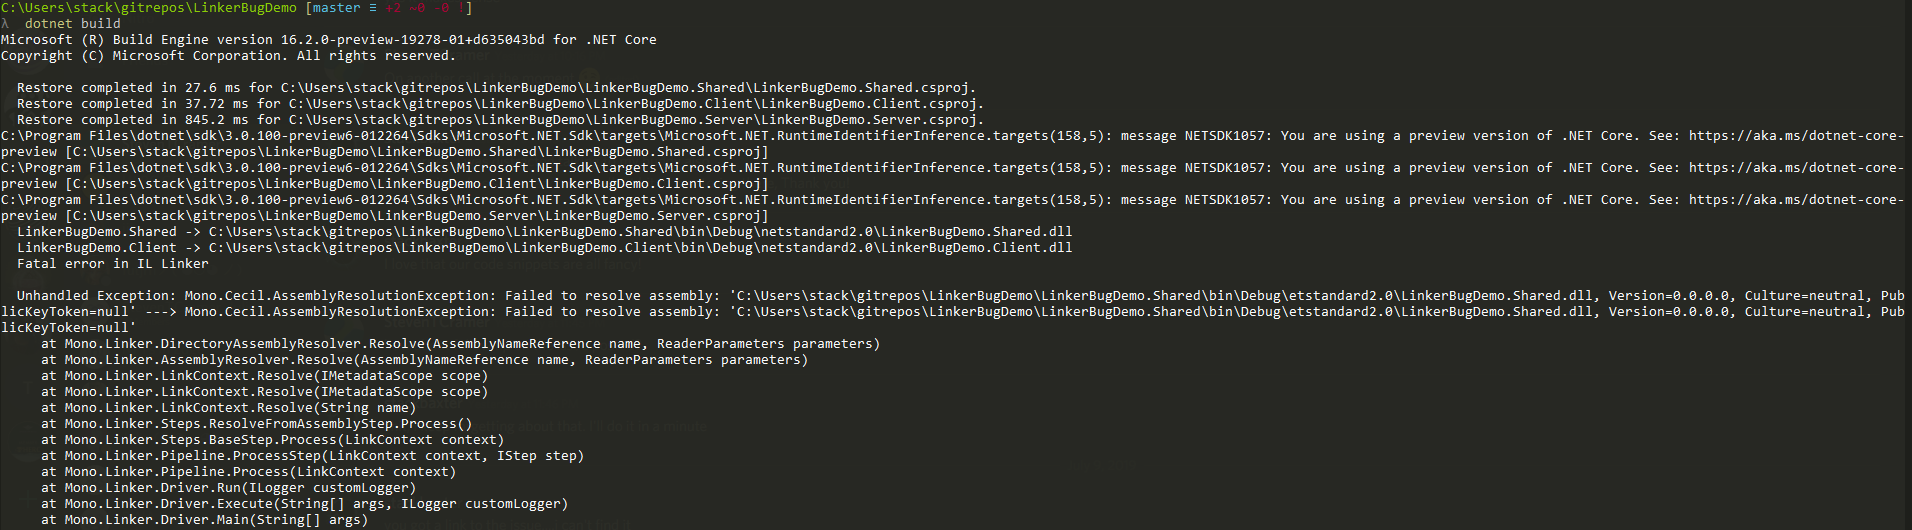 C:\Users\stack\gitrepos\LinkerBugDemo [master ≡ +2 ~0 -0 !]
λ  dotnet build
Microsoft (R) Build Engine version 16.2.0-preview-19278-01+d635043bd for .NET Core
Copyright (C) Microsoft Corporation. All rights reserved.
Restore completed in 27.6 ms for C:\Users\stack\gitrepos\LinkerBugDemo\LinkerBugDemo.Shared\LinkerBugDemo.Shared.csproj.
Restore completed in 37.72 ms for C:\Users\stack\gitrepos\LinkerBugDemo\LinkerBugDemo.Client\LinkerBugDemo.Client.csproj.
Restore completed in 845.2 ms for C:\Users\stack\gitrepos\LinkerBugDemo\LinkerBugDemo.Server\LinkerBugDemo.Server.csproj.
C:\Program Files\dotnet\sdk\3.0.100-preview6-012264\Sdks\Microsoft.NET.Sdk\targets\Microsoft.NET.RuntimeIdentifierInference.targets(158,5): message NETSDK1057: You are using a preview version of .NET Core. See: https://aka.ms/dotnet-core-
preview [C:\Users\stack\gitrepos\LinkerBugDemo\LinkerBugDemo.Shared\LinkerBugDemo.Shared.csproj]
C:\Program Files\dotnet\sdk\3.0.100-preview6-012264\Sdks\Microsoft.NET.Sdk\targets\Microsoft.NET.RuntimeIdentifierInference.targets(158,5): message NETSDK1057: You are using a preview version of .NET Core. See: https://aka.ms/dotnet-core-
preview [C:\Users\stack\gitrepos\LinkerBugDemo\LinkerBugDemo.Client\LinkerBugDemo.Client.csproj]
C:\Program Files\dotnet\sdk\3.0.100-preview6-012264\Sdks\Microsoft.NET.Sdk\targets\Microsoft.NET.RuntimeIdentifierInference.targets(158,5): message NETSDK1057: You are using a preview version of .NET Core. See: https://aka.ms/dotnet-core-
preview [C:\Users\stack\gitrepos\LinkerBugDemo\LinkerBugDemo.Server\LinkerBugDemo.Server.csproj]
LinkerBugDemo.Shared -> C:\Users\stack\gitrepos\LinkerBugDemo\LinkerBugDemo.Shared\bin\Debug\netstandard2.0\LinkerBugDemo.Shared.dll
LinkerBugDemo.Client -> C:\Users\stack\gitrepos\LinkerBugDemo\LinkerBugDemo.Client\bin\Debug\netstandard2.0\LinkerBugDemo.Client.dll
Fatal error in IL Linker
Unhandled Exception: Mono.Cecil.AssemblyResolutionException: Failed to resolve assembly: 'C:\Users\stack\gitrepos\LinkerBugDemo\LinkerBugDemo.Shared\bin\Debug\etstandard2.0\LinkerBugDemo.Shared.dll, Version=0.0.0.0, Culture=neutral, Pub
licKeyToken=null' ---> Mono.Cecil.AssemblyResolutionException: Failed to resolve assembly: 'C:\Users\stack\gitrepos\LinkerBugDemo\LinkerBugDemo.Shared\bin\Debug\etstandard2.0\LinkerBugDemo.Shared.dll, Version=0.0.0.0, Culture=neutral, Pub
licKeyToken=null'
at Mono.Linker.DirectoryAssemblyResolver.Resolve(AssemblyNameReference name, ReaderParameters parameters)
at Mono.Linker.AssemblyResolver.Resolve(AssemblyNameReference name, ReaderParameters parameters)
at Mono.Linker.LinkContext.Resolve(IMetadataScope scope)
at Mono.Linker.LinkContext.Resolve(IMetadataScope scope)
at Mono.Linker.LinkContext.Resolve(String name)
at Mono.Linker.Steps.ResolveFromAssemblyStep.Process()
at Mono.Linker.Steps.BaseStep.Process(LinkContext context)
at Mono.Linker.Pipeline.ProcessStep(LinkContext context, IStep step)
at Mono.Linker.Pipeline.Process(LinkContext context)
at Mono.Linker.Driver.Run(ILogger customLogger)
at Mono.Linker.Driver.Execute(String[] args, ILogger customLogger)
at Mono.Linker.Driver.Main(String[] args)